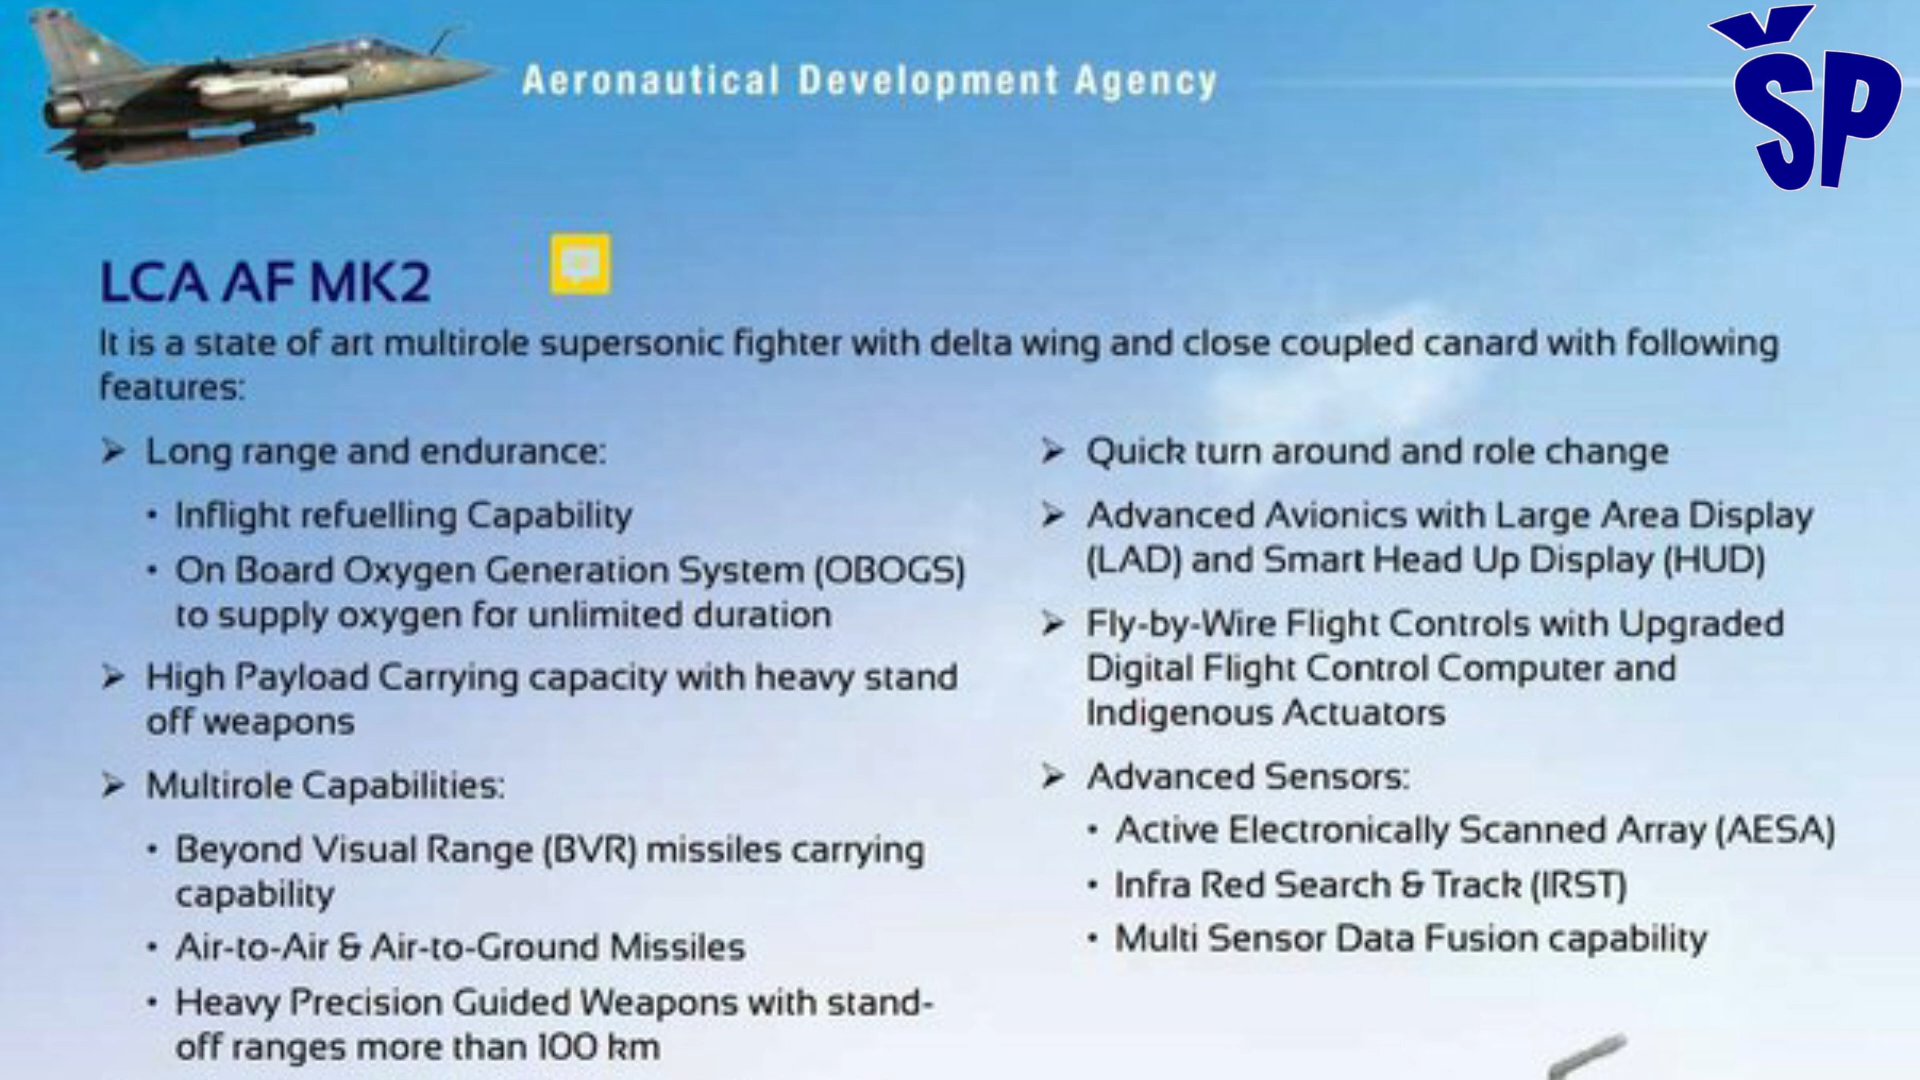 Aeronautical Development Agency
ŠP
LCA AF MK2
It is a state of art multirole supersonic fighter with delta wing and close coupled canard with following
features:
➢ Long range and endurance:
• Inflight refuelling Capability
• On Board Oxygen Generation System (OBOGS)
to supply oxygen for unlimited duration
➢ High Payload Carrying capacity with heavy stand
off weapons
➢ Multirole Capabilities:
• Beyond Visual Range (BVR) missiles carrying
capability
• Air-to-Air & Air-to-Ground Missiles
• Heavy Precision Guided Weapons with stand-
off ranges more than 100 km
➢ Quick turn around and role change
➢ Advanced Avionics with Large Area Display
(LAD) and Smart Head Up Display (HUD)
➢ Fly-by-Wire Flight Controls with Upgraded
Digital Flight Control Computer and
Indigenous Actuators
➢ Advanced Sensors:
• Active Electronically Scanned Array (AESA)
• Infra Red Search & Track (IRST)
• Multi Sensor Data Fusion capability